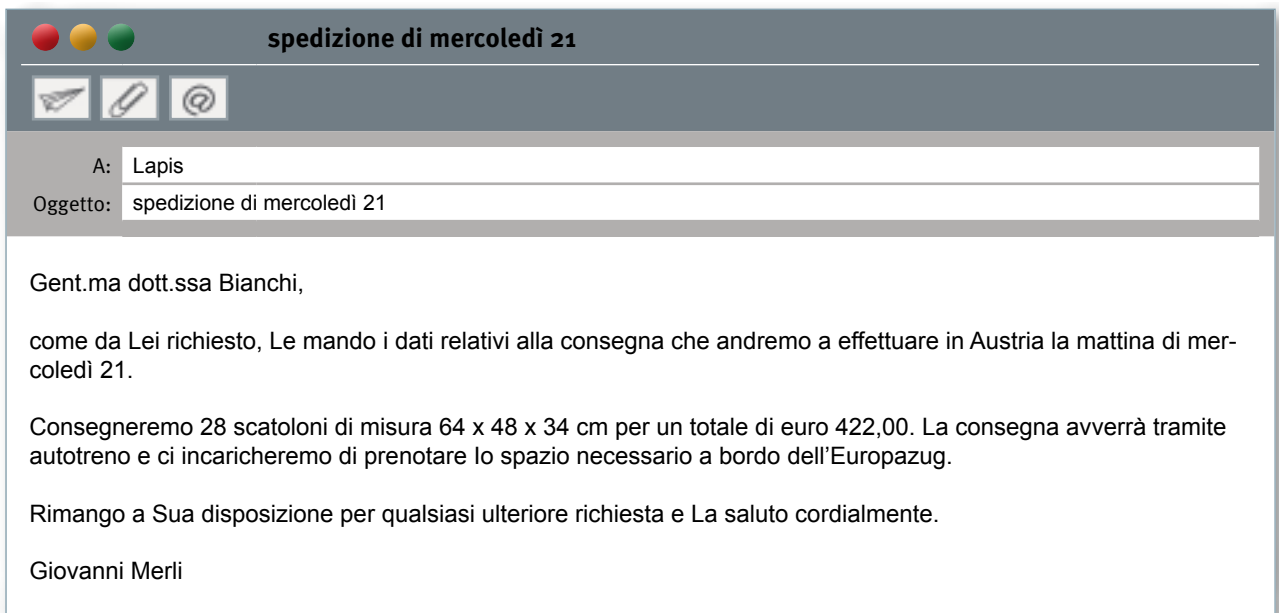 spedizione di mercoledì 21
@
A: Lapis
Oggetto: spedizione di mercoledì 21
Gent.ma dott.ssa Bianchi,
come da Lei richiesto, Le mando i dati relativi alla consegna che andremo a effettuare in Austria la mattina di mer-
coledì 21.
Consegneremo 28 scatoloni di misura 64 x 48 x 34 cm per un totale di euro 422,00. La consegna avverrà tramite
autotreno e ci incaricheremo di prenotare lo spazio necessario a bordo dell’Europazug.
Rimango a Sua disposizione per qualsiasi ulteriore richiesta e La saluto cordialmente.
Giovanni Merli